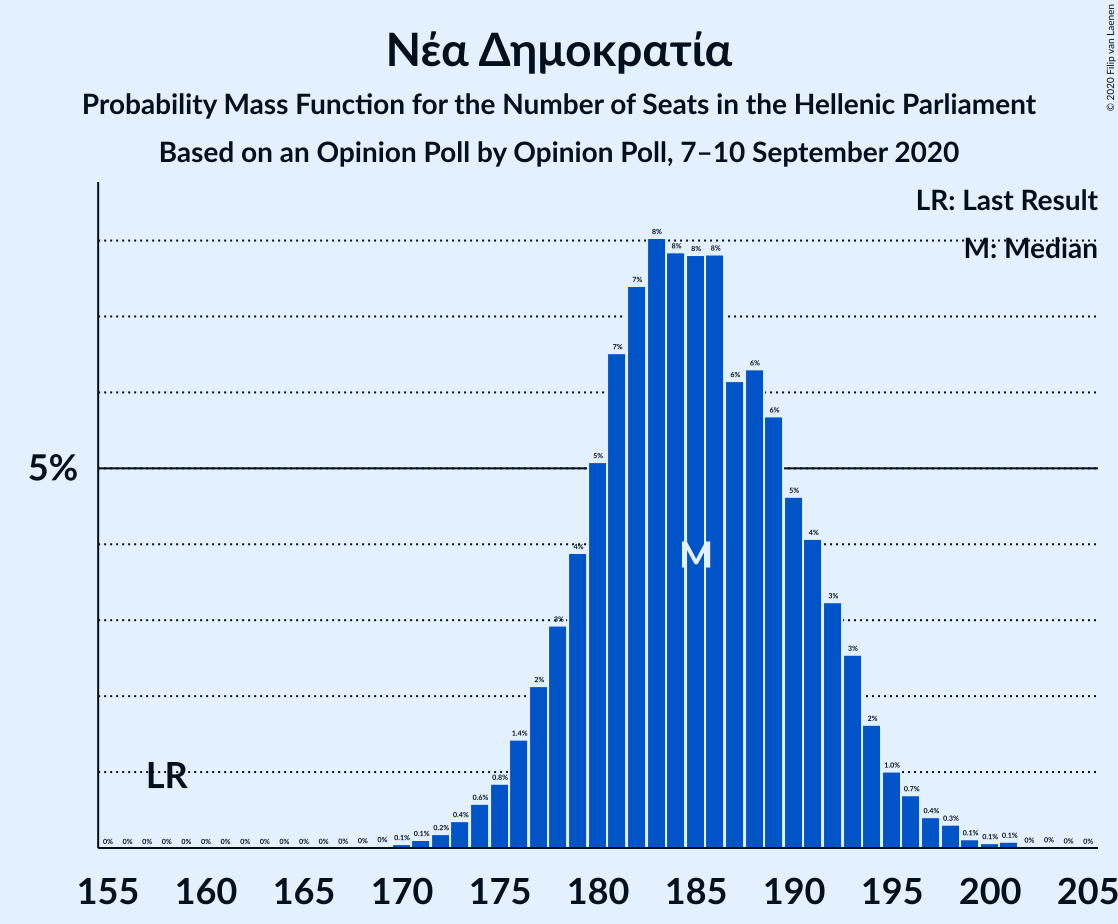 Νέα Δημοκρατία
Probability Mass Function for the Number of Seats in the Hellenic Parliament
Based on an Opinion Poll by Opinion Poll, 7–10 September 2020
© 2020 Filip van Laenen
LR: Last Result
M: Median
5%
0% 0% 0% 0% 0% 0% 0% 0% 0% 0% 0% 0% 0% 0% 0% 0.1% 0.1% 0.2% 0.4% 0.6% 0.8% 1.4% 2% 3% 4% 5% 7% 7% 8% 8% 8% 8% 6% 6% 6% 5% 4% 3% 3% 2% 1.0% 0.7% 0.4% 0.3% 0.1% 0.1% 0.1% 0% 0% 0% 0%
M
LR
155 160 165 170 175 180 185 190 195 200 205